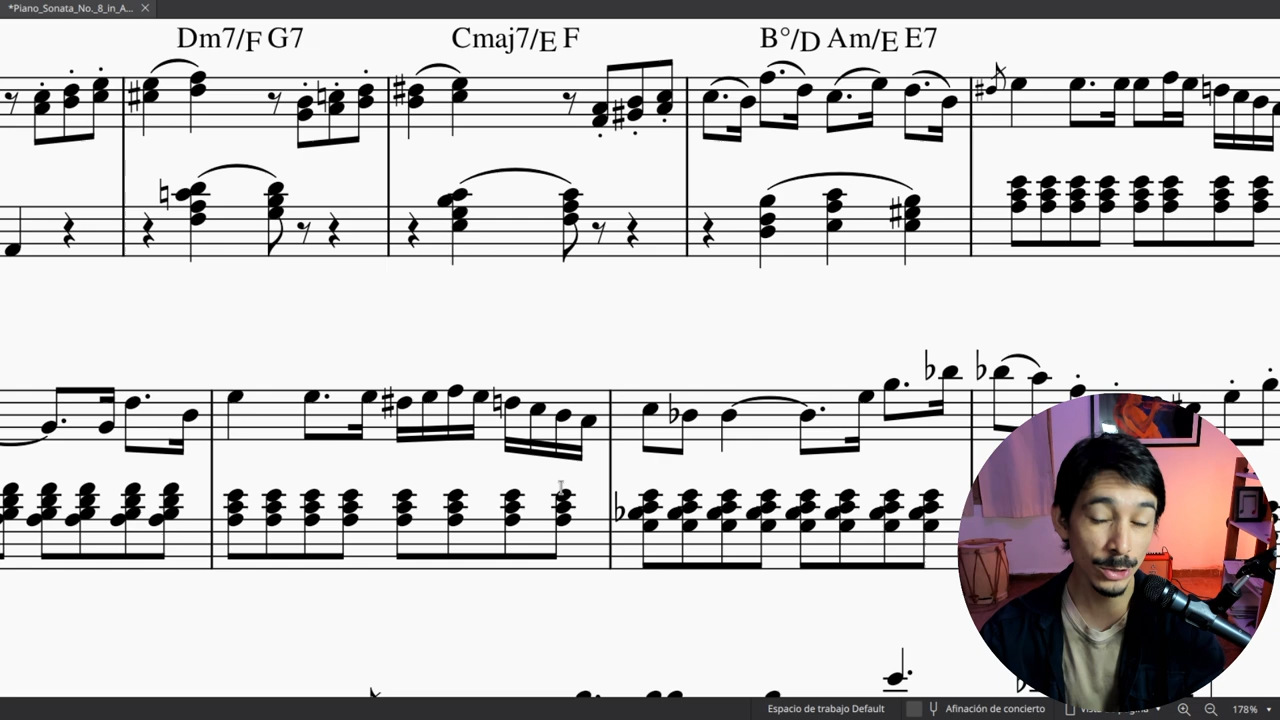 *Piano_Sonata_No._8_in_A...
Dm7/F G7 Cmaj7/E F B°/D Am/E E7
Espacio de trabajo Default Afinación de concierto 178%